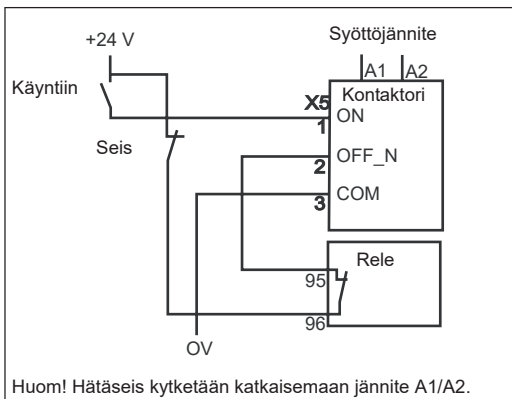 +24 V
Syöttöjännite
A1 A2
Käyntiin
Kontaktori
X5
1 ON
Seis
2 OFF_N
3 COM
Rele
95
96
OV
Huom! Hätäseis kytketään katkaisemaan jännite A1/A2.